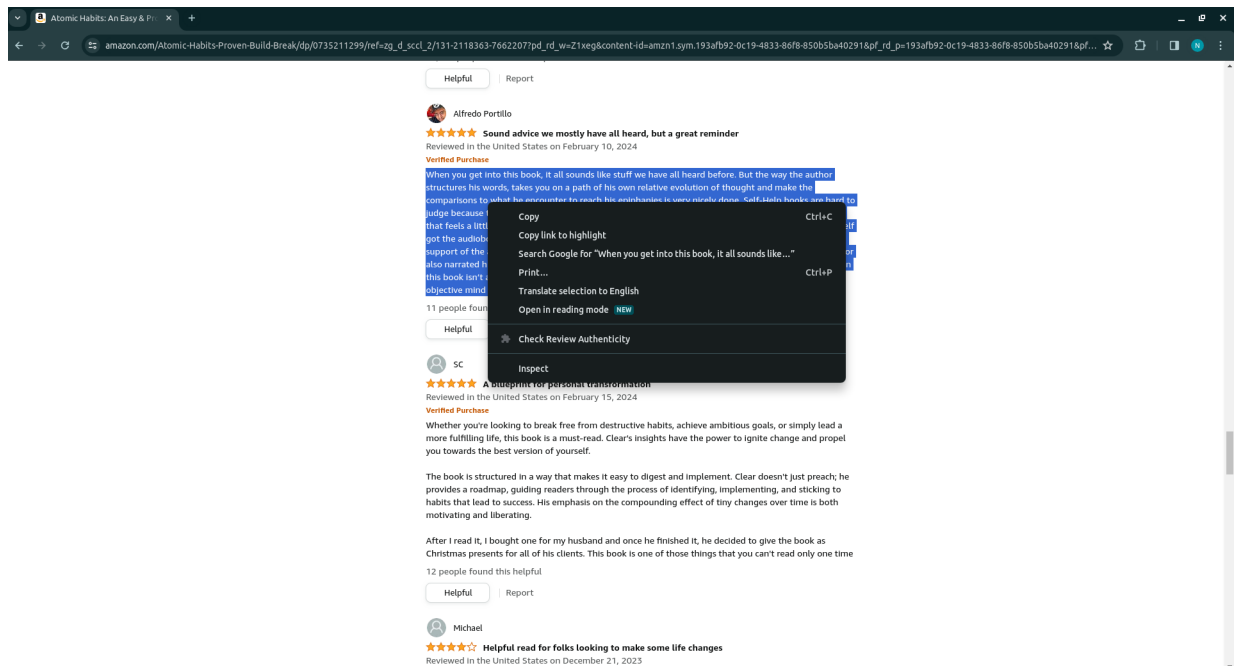 Atomic Habits: An Easy & Pr
amazon.com/Atomic-Habits-Proven-Build-Break/dp/0735211299/ref=zg_d_sccl_2/131-2118363-7662207?pd_rd_w=Z1xeg&content-id=amzn1.sym.193afb92-0c19-4833-86f8-850b5ba40291&pf_rd_p=193afb92-0c19-4833-86f8-850b5ba40291&pf...
N
Helpful
Report
Alfredo Portillo
Sound advice we mostly have all heard, but a great reminder
Reviewed in the United States on February 10, 2024
Verified Purchase
When you get into this book, it all sounds like stuff we have all heard before. But the way the author
structures his words, takes you on a path of his own relative evolution of thought and make the
comparisons to what he encounter to reach his epiphanies is very nicely done. Self-Help books are hard to
judge because
that feels a littl
got the audiobo
support of the
also narrated h
this book isn't
objective mind
Copy Ctrl+C
Copy link to highlight
Search Google for “When you get into this book, it all sounds like...”
Print... Ctrl+P
Translate selection to English
Open in reading mode NEW
Check Review Authenticity
Inspect
11 people foun
Helpful
SC
A blueprint for personal transformation
Reviewed in the United States on February 15, 2024
Verified Purchase
Whether you're looking to break free from destructive habits, achieve ambitious goals, or simply lead a
more fulfilling life, this book is a must-read. Clear's insights have the power to ignite change and propel
you towards the best version of yourself.
The book is structured in a way that makes it easy to digest and implement. Clear doesn't just preach; he
provides a roadmap, guiding readers through the process of identifying, implementing, and sticking to
habits that lead to success. His emphasis on the compounding effect of tiny changes over time is both
motivating and liberating.
After I read it, I bought one for my husband and once he finished it, he decided to give the book as
Christmas presents for all of his clients. This book is one of those things that you can't read only one time
12 people found this helpful
Helpful
Report
Michael
Helpful read for folks looking to make some life changes
Reviewed in the United States on December 21, 2023